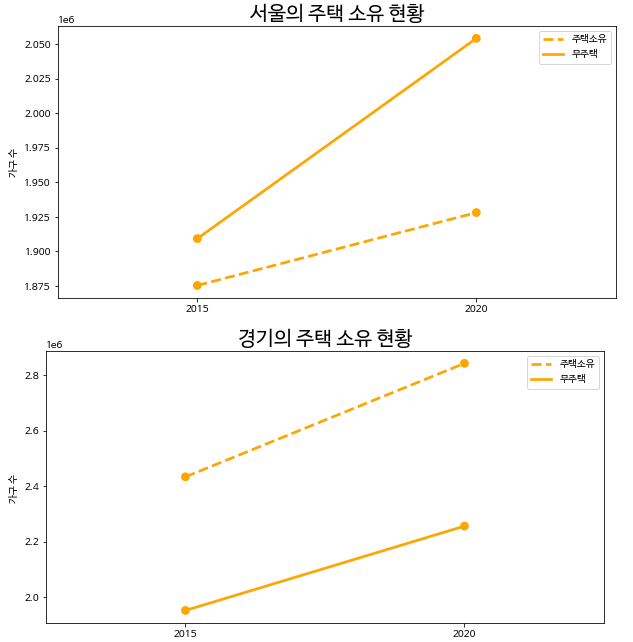 서울의 주택 소유 현황
1e6
주택소유
무주택
2.050
2.025
2.000
1.975
1.950
1.925
1.900
1.875
가구 수
2015 2020
경기의 주택 소유 현황
1e6
주택소유
무주택
2.8
2.6
2.4
2.2
2.0
가구 수
2015 2020